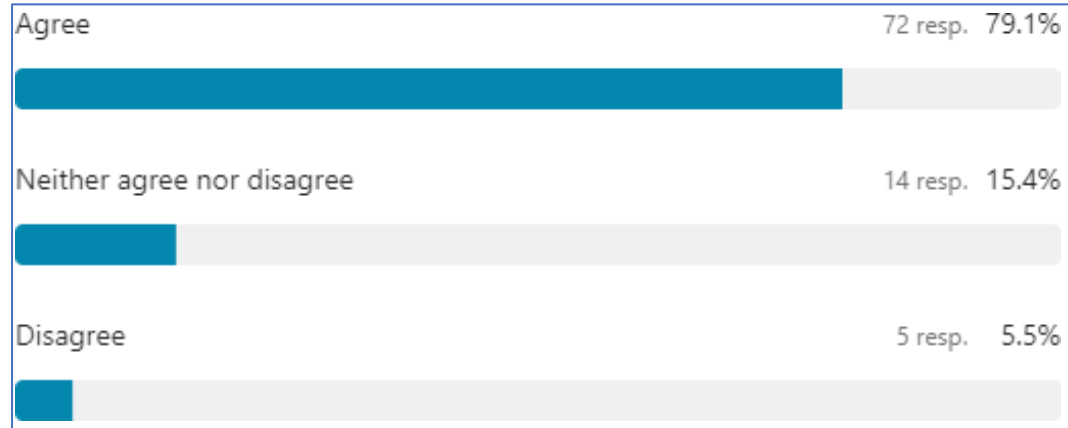 Agree 72 resp. 79.1%
Neither agree nor disagree 14 resp. 15.4%
Disagree 5 resp. 5.5%